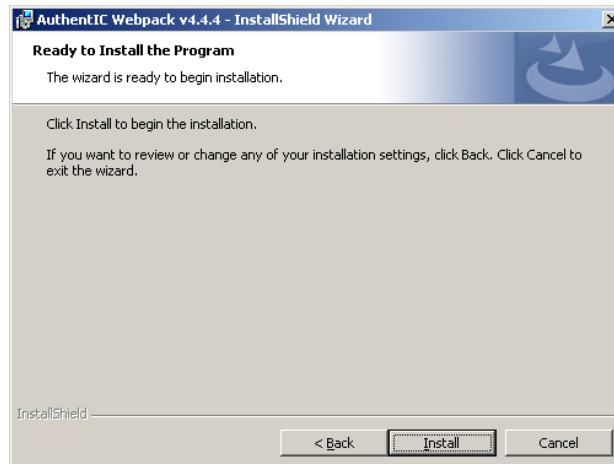 AuthentIC Webpack v4.4.4 - InstallShield Wizard
Ready to Install the Program
The wizard is ready to begin installation.
Click Install to begin the installation.
If you want to review or change any of your installation settings, click Back. Click Cancel to
exit the wizard.
InstallShield
< Back Install Cancel